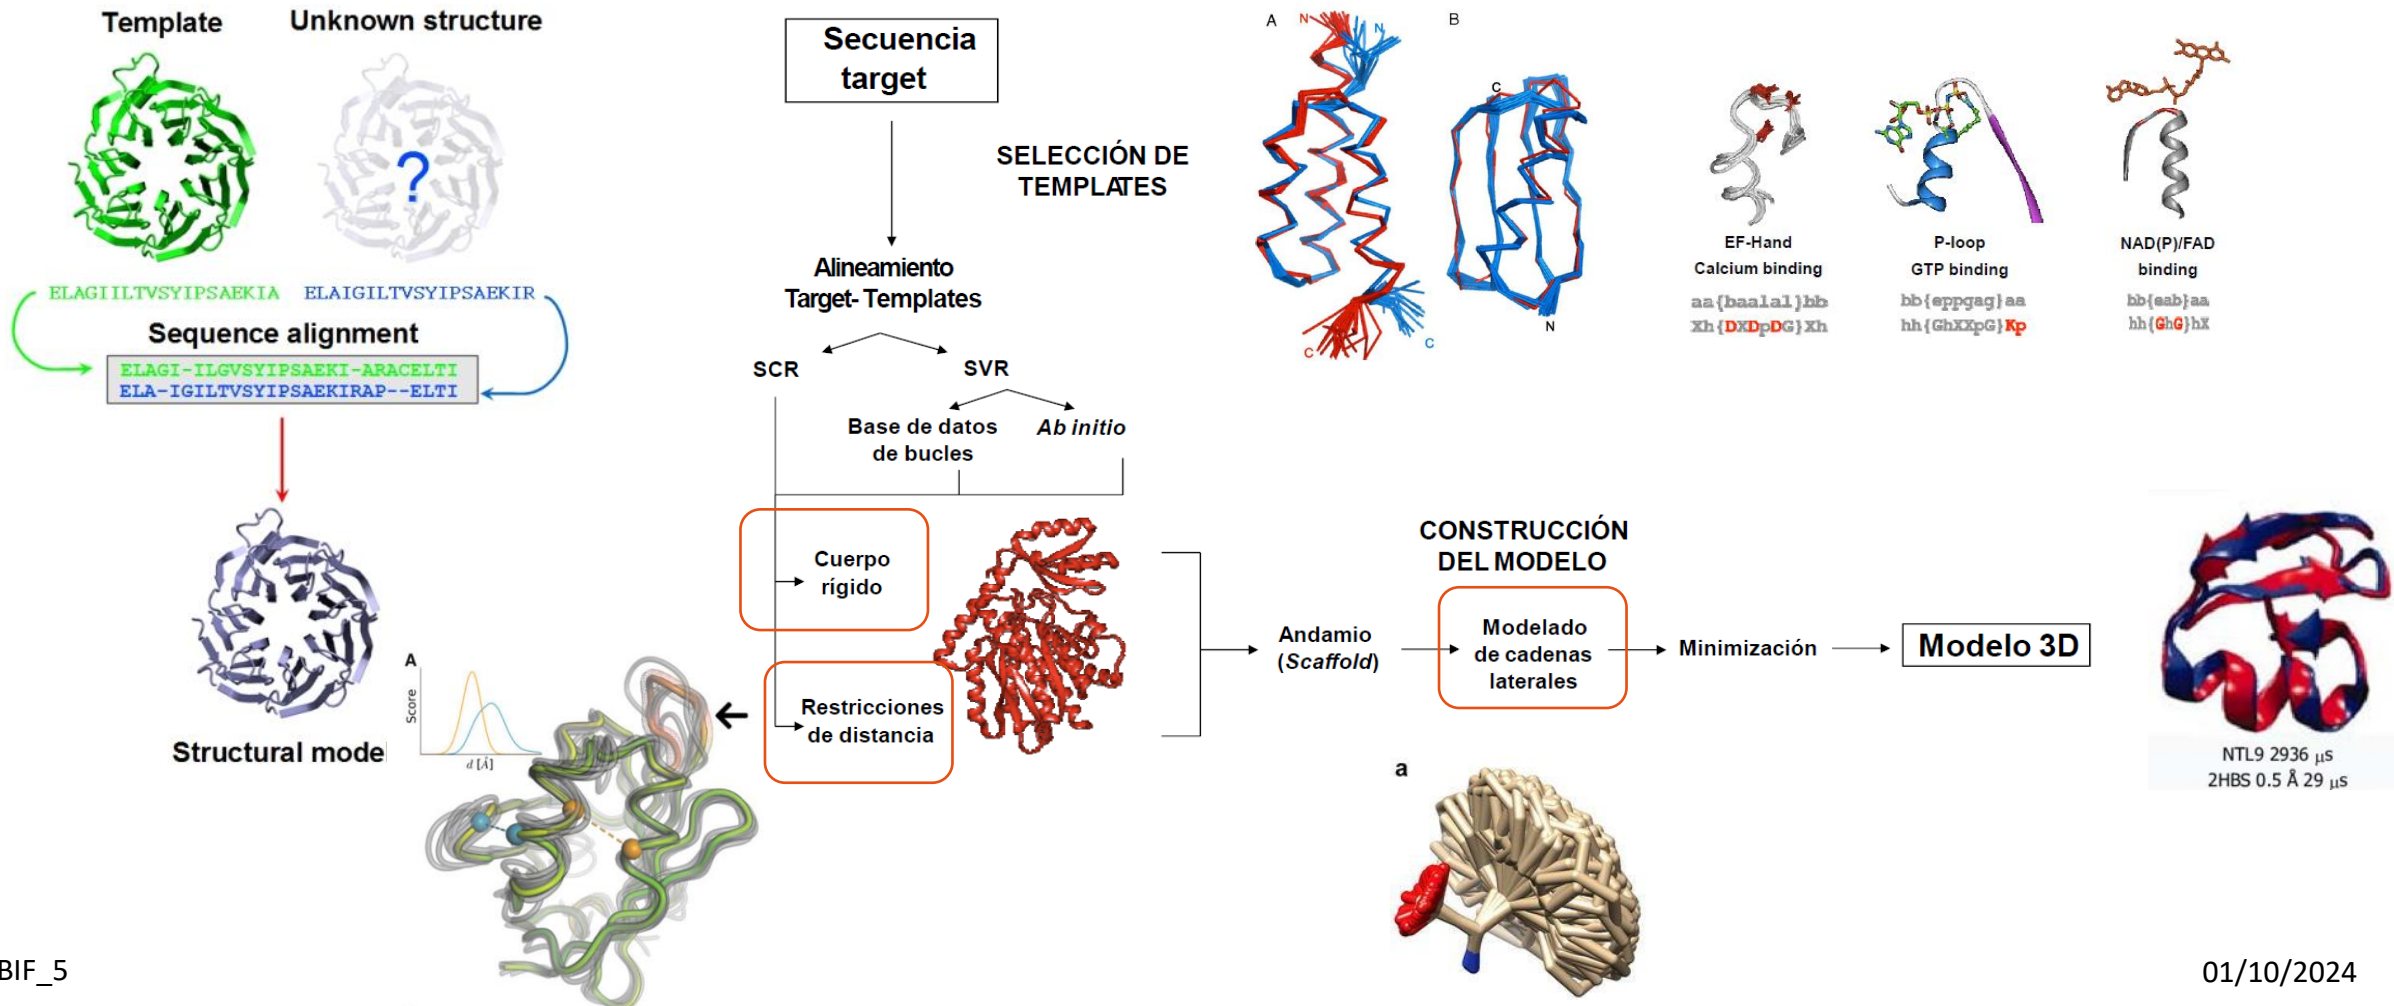 Template
Unknown structure
?
ELAGIILTVSYIPSAEKIA
ELAIGILTVSYIPSAEKIR
Sequence alignment
ELAGI-ILGVSYIPSAEKI-ARACELTI
ELA-IGILTVSYIPSAEKIRAP--ELTI
Structural mode
A
Score
d [Å]
Secuencia
target
SELECCIÓN DE
TEMPLATES
Alineamiento
Target- Templates
SCR
SVR
Base de datos
de bucles
Ab initio
Cuerpo
rígido
Restricciones
de distancia
A
N
N
C
C
B
C
N
EF-Hand
Calcium binding
aa{baalal}bb
Xh{DXDpDG}Xh
P-loop
GTP binding
bb{eppgag}aa
hh{GhXXpG}Kp
NAD(P)/FAD
binding
bb{eab}aa
hh{GhG}hX
Andamio
(Scaffold)
CONSTRUCCIÓN
DEL MODELO
Modelado
de cadenas
laterales
Minimización
Modelo 3D
a
NTL9 2936 µs
2HBS 0.5 Å 29 µs
BIF_5
01/10/2024